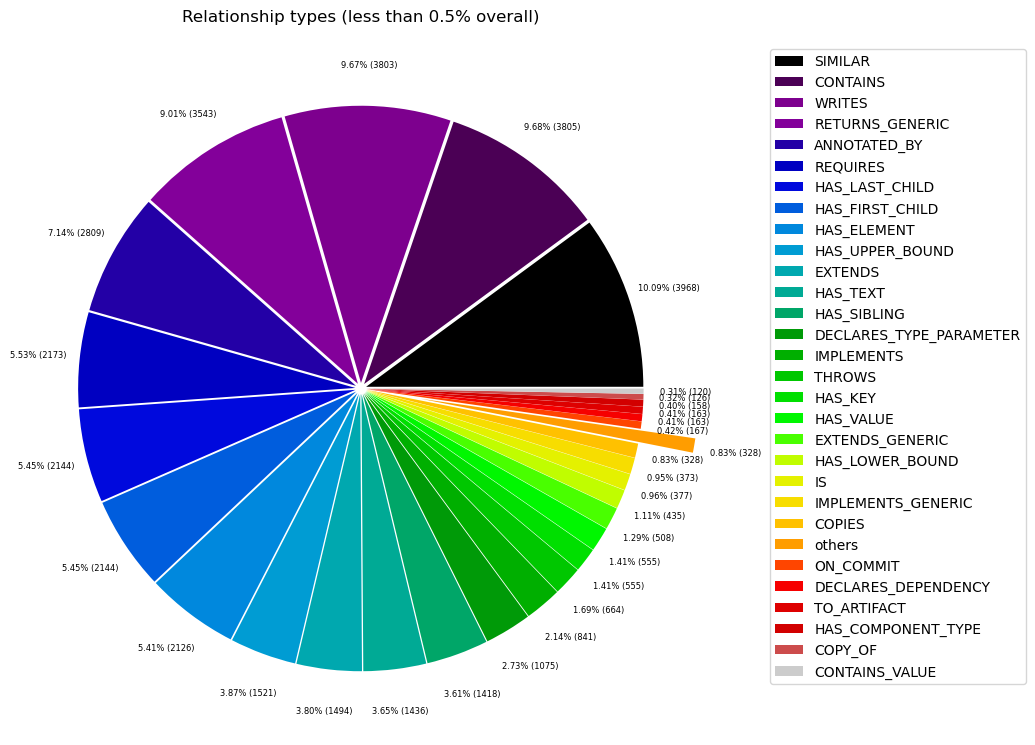 Relationship types (less than 0.5% overall)
10.09% (3968)
9.68% (3805)
9.67% (3803)
9.01% (3543)
7.14% (2809)
5.53% (2173)
5.45% (2144)
5.45% (2144)
5.41% (2126)
3.87% (1521)
3.80% (1494)
3.65% (1436)
3.61% (1418)
2.73% (1075)
2.14% (841)
1.69% (664)
1.41% (555)
1.41% (555)
1.29% (508)
1.11% (435)
0.96% (377)
0.95% (373)
0.83% (328)
0.83% (328)
0.42% (167)
0.41% (163)
0.41% (163)
0.40% (158)
0.32% (126)
0.31% (120)
SIMILAR
CONTAINS
WRITES
RETURNS_GENERIC
ANNOTATED_BY
REQUIRES
HAS_LAST_CHILD
HAS_FIRST_CHILD
HAS_ELEMENT
HAS_UPPER_BOUND
EXTENDS
HAS_TEXT
HAS_SIBLING
DECLARES_TYPE_PARAMETER
IMPLEMENTS
THROWS
HAS_KEY
HAS_VALUE
EXTENDS_GENERIC
HAS_LOWER_BOUND
IS
IMPLEMENTS_GENERIC
COPIES
others
ON_COMMIT
DECLARES_DEPENDENCY
TO_ARTIFACT
HAS_COMPONENT_TYPE
COPY_OF
CONTAINS_VALUE